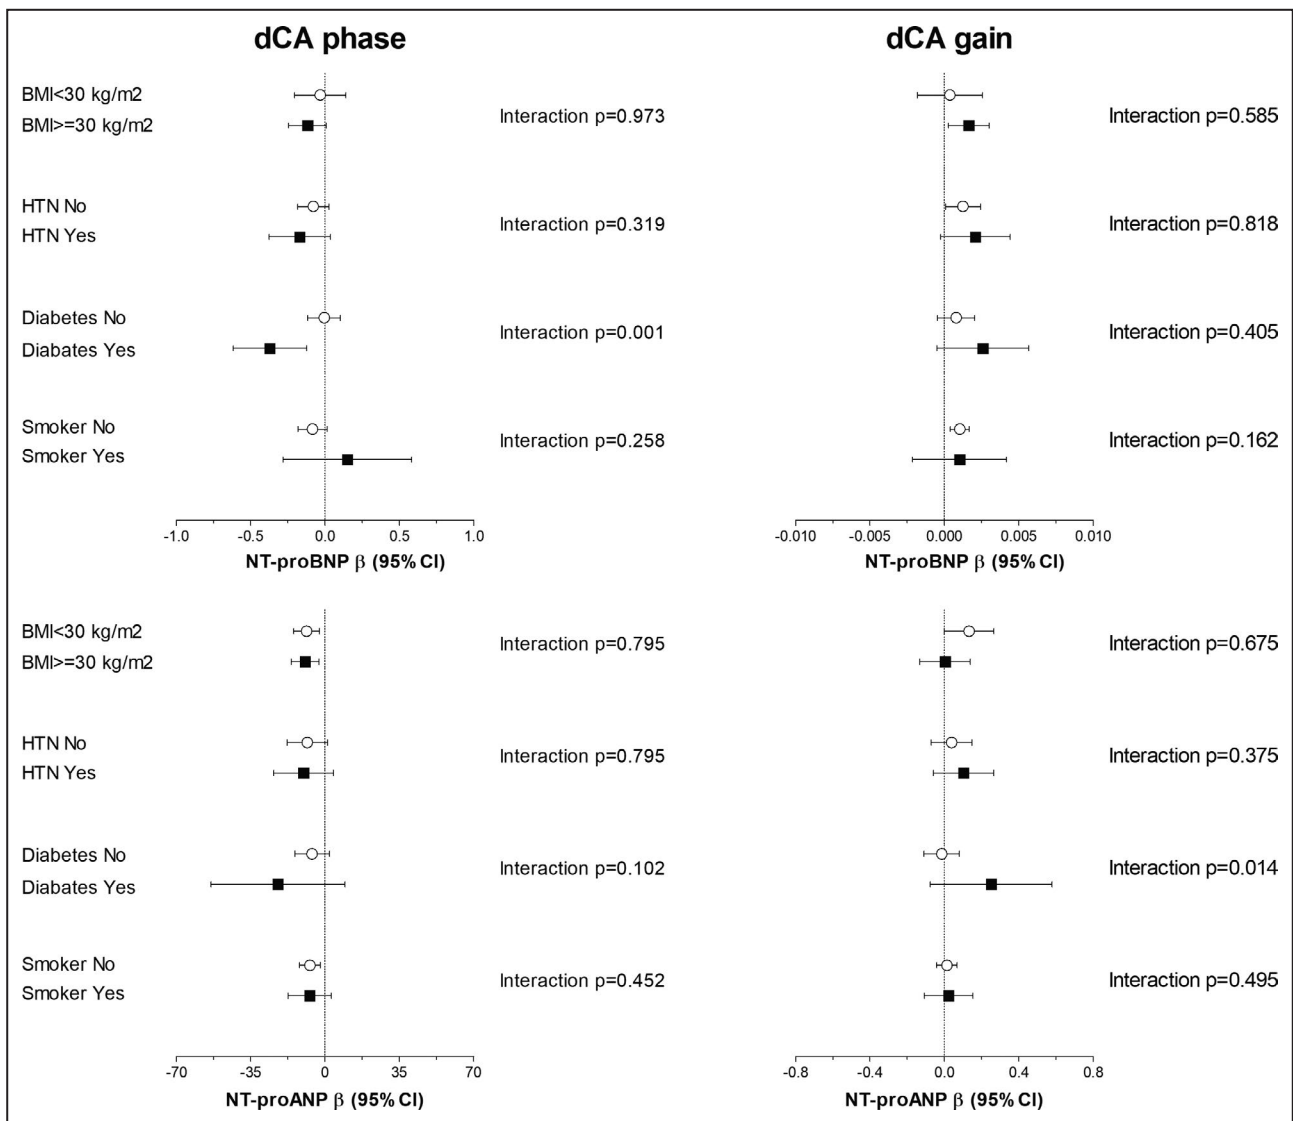 dCA phase
dCA gain
BMI<30 kg/m2
BMI>=30 kg/m2
Interaction p=0.973
Interaction p=0.585
HTN No
HTN Yes
Interaction p=0.319
Interaction p=0.818
Diabetes No
Diabates Yes
Interaction p=0.001
Interaction p=0.405
Smoker No
Smoker Yes
Interaction p=0.258
Interaction p=0.162
-1.0 -0.5 0.0 0.5 1.0
-0.010 -0.005 0.000 0.005 0.010
NT-proBNP β (95% CI)
NT-proBNP β (95% CI)
BMI<30 kg/m2
BMI>=30 kg/m2
Interaction p=0.795
Interaction p=0.675
HTN No
HTN Yes
Interaction p=0.795
Interaction p=0.375
Diabetes No
Diabates Yes
Interaction p=0.102
Interaction p=0.014
Smoker No
Smoker Yes
Interaction p=0.452
Interaction p=0.495
-70 -35 0 35 70
-0.8 -0.4 0.0 0.4 0.8
NT-proANP β (95% CI)
NT-proANP β (95% CI)